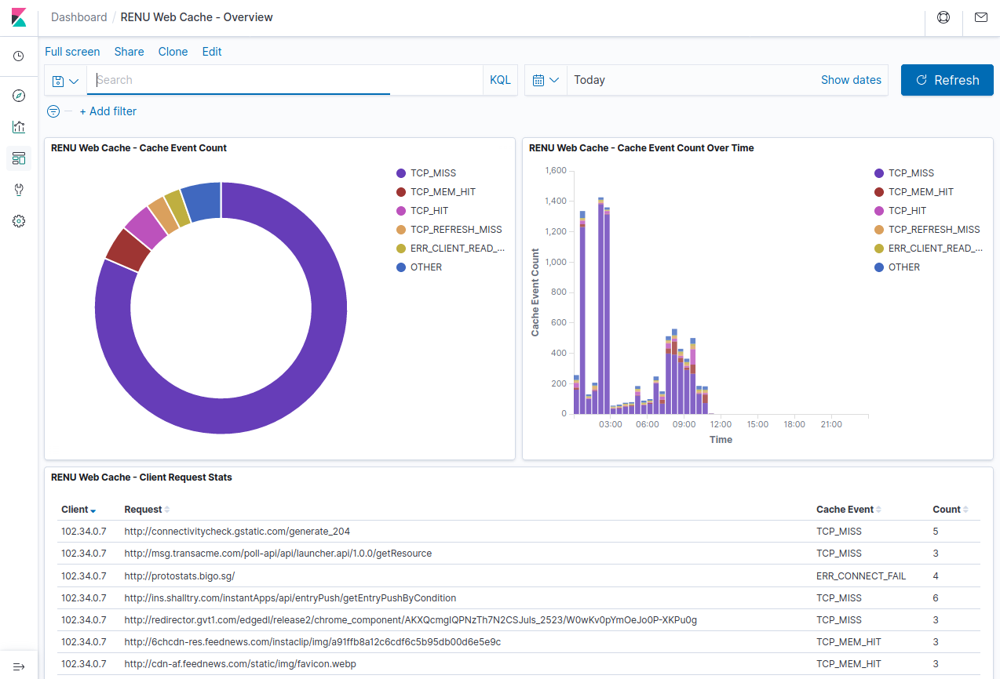 Dashboard / RENU Web Cache - Overview
Full screen Share Clone Edit
Search KQL Today Show dates Refresh
+ Add filter
RENU Web Cache - Cache Event Count
TCP_MISS
TCP_MEM_HIT
TCP_HIT
TCP_REFRESH_MISS
ERR_CLIENT_READ_...
OTHER
RENU Web Cache - Cache Event Count Over Time
Cache Event Count
1,600
1,400
1,200
1,000
800
600
400
200
0
03:00 06:00 09:00 12:00 15:00 18:00 21:00
Time
TCP_MISS
TCP_MEM_HIT
TCP_HIT
TCP_REFRESH_MISS
ERR_CLIENT_READ_...
OTHER
RENU Web Cache - Client Request Stats
Client Request Cache Event Count
102.34.0.7 http://connectivitycheck.gstatic.com/generate_204 TCP_MISS 5
102.34.0.7 http://msg.transacme.com/poll-api/api/launcher.api/1.0.0/getResource TCP_MISS 3
102.34.0.7 http://protostats.bigo.sg/ ERR_CONNECT_FAIL 4
102.34.0.7 http://ins.shalltry.com/instantApps/api/entryPush/getEntryPushByCondition TCP_MISS 6
102.34.0.7 http://redirector.gvt1.com/edgedl/release2/chrome_component/AKXQcmglQPNzTh7N2CSJuls_2523/W0wKv0pYmOeJo0P-XKPu0g TCP_MISS 3
102.34.0.7 http://6chcdn-res.feednews.com/instaclip/img/a91ffb8a12c6cdf6c5b95db00d6e5e9c TCP_MEM_HIT 3
102.34.0.7 http://cdn-af.feednews.com/static/img/favicon.webp TCP_MEM_HIT 3